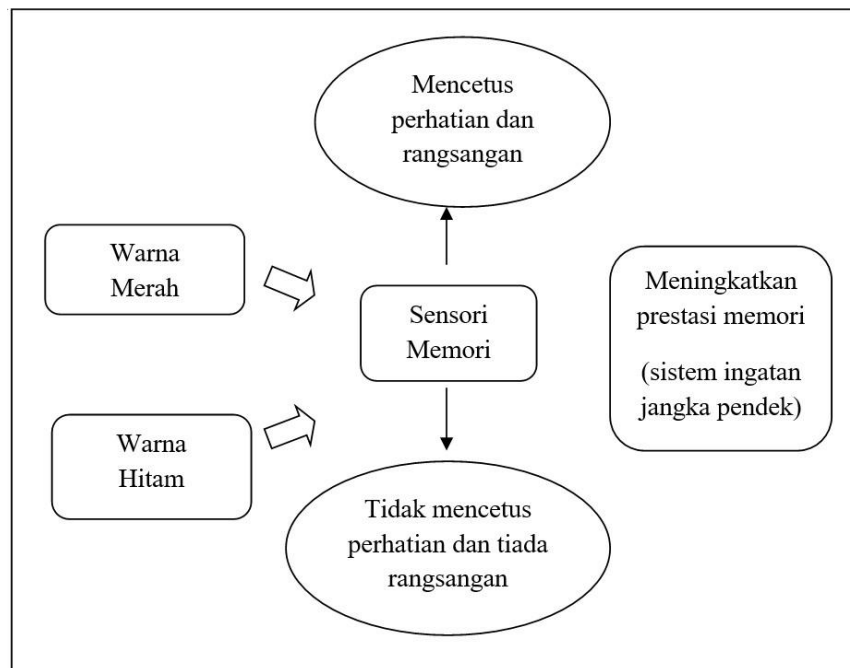 Mencetus
perhatian dan
rangsangan
Warna
Merah
Sensori
Memori
Meningkatkan
prestasi memori
(sistem ingatan
jangka pendek)
Warna
Hitam
Tidak mencetus
perhatian dan tiada
rangsangan